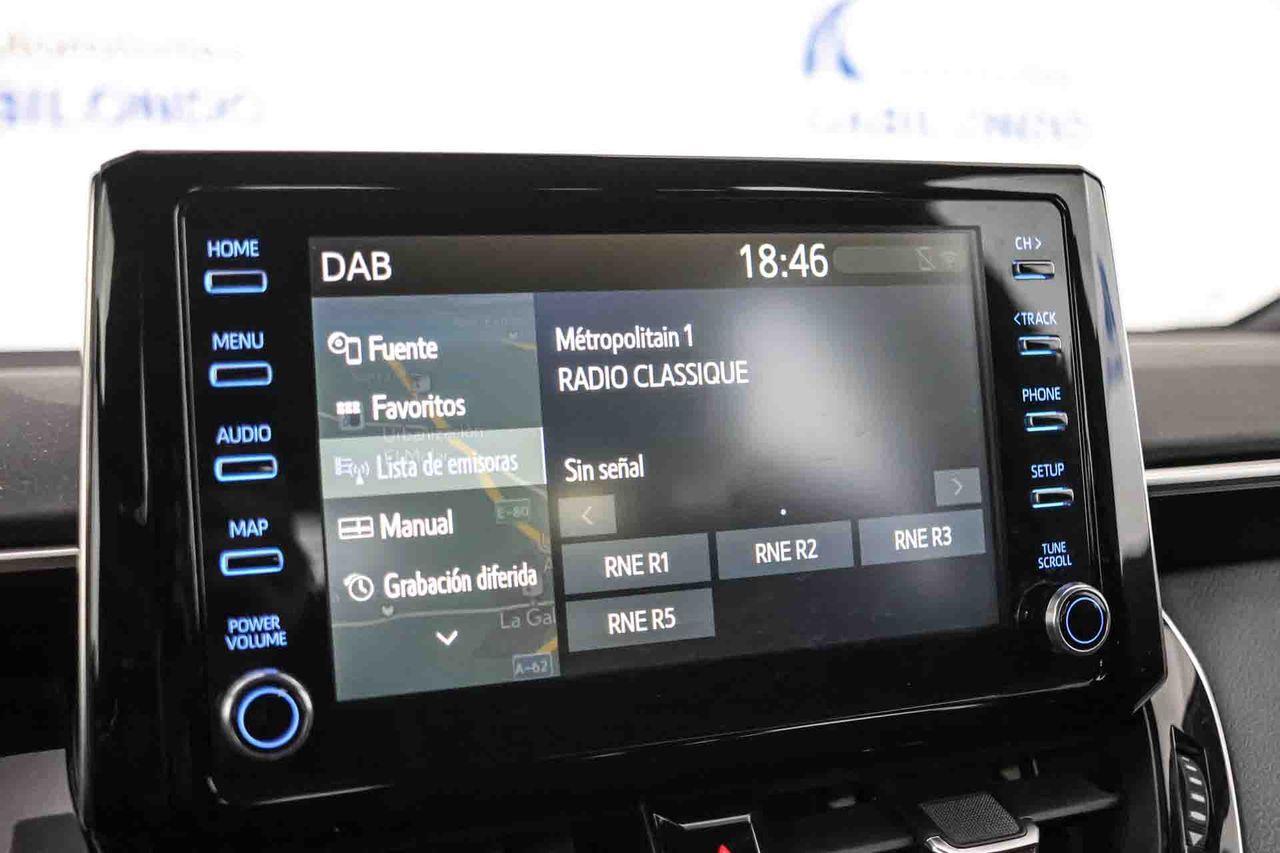 HOME
MENU
AUDIO
MAP
POWER
VOLUME
DAB
18:46
Fuente
Favoritos
Lista de emisoras
Manual
Grabación diferida
Urbanización
E-80
La Gal
A-62
Métropolitain 1
RADIO CLASSIQUE
Sin señal
RNE R1
RNE R2
RNE R3
RNE R5
CH>
<TRACK
PHONE
SETUP
TUNE
SCROLL